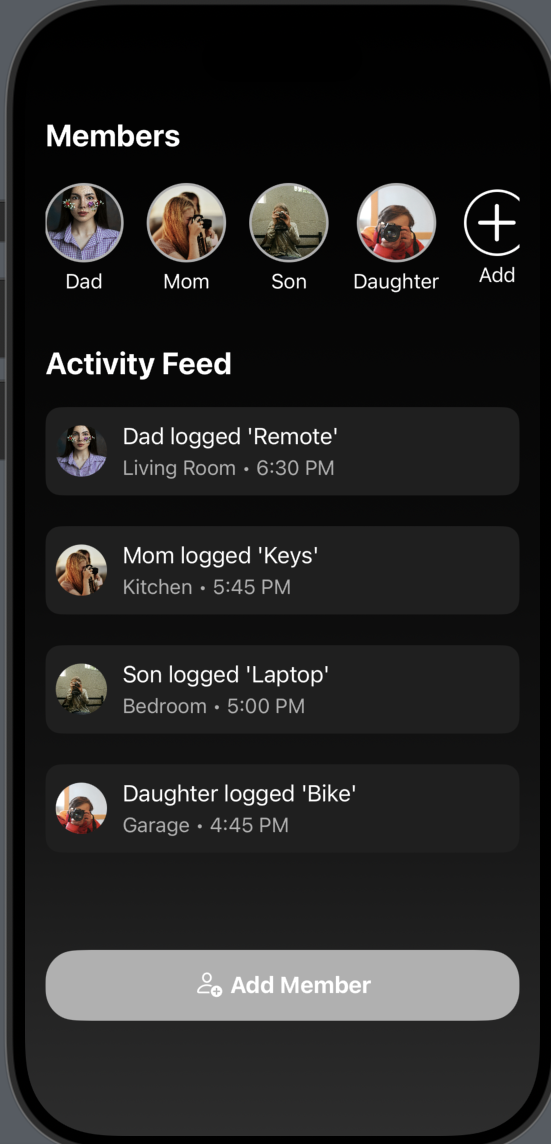 Members
Dad
Mom
Son
Daughter
Add
Activity Feed
Dad logged 'Remote'
Living Room • 6:30 PM
Mom logged 'Keys'
Kitchen • 5:45 PM
Son logged 'Laptop'
Bedroom • 5:00 PM
Daughter logged 'Bike'
Garage • 4:45 PM
Add Member